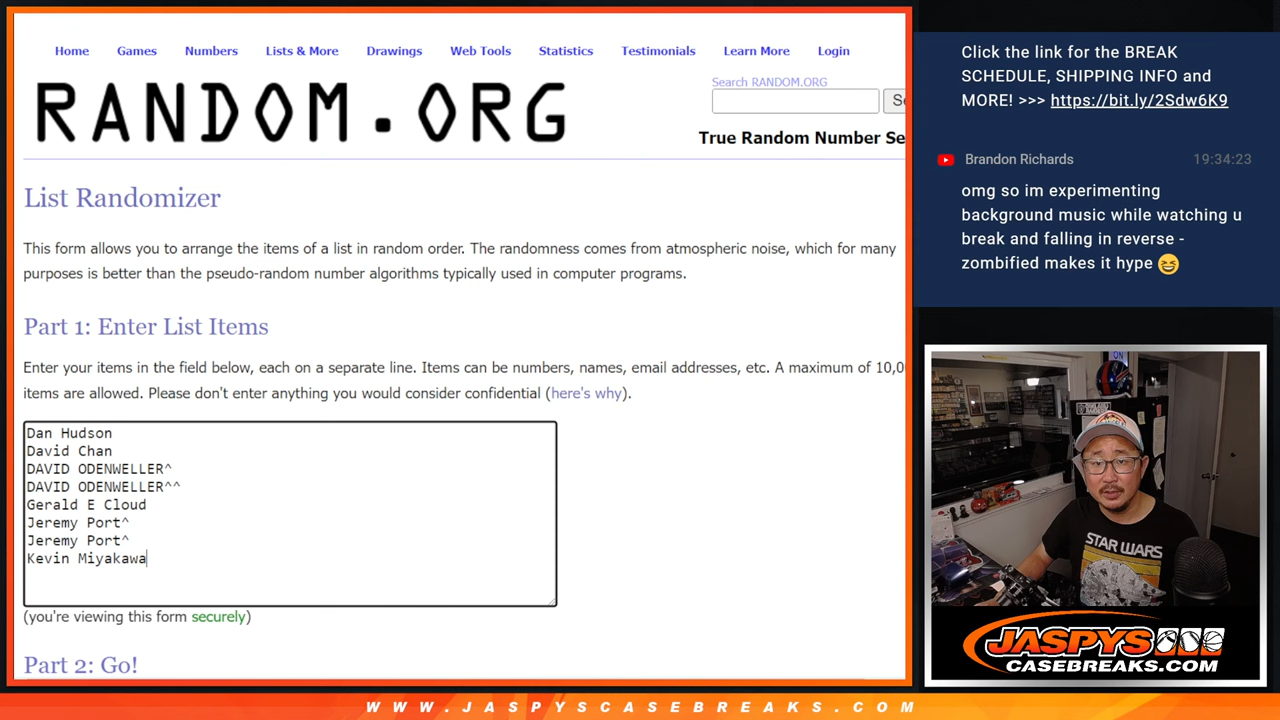 Home Games Numbers Lists & More Drawings Web Tools Statistics Testimonials Learn More Login
RANDOM.ORG
Search RANDOM.ORG
True Random Number Se
List Randomizer
This form allows you to arrange the items of a list in random order. The randomness comes from atmospheric noise, which for many
purposes is better than the pseudo-random number algorithms typically used in computer programs.
Part 1: Enter List Items
Enter your items in the field below, each on a separate line. Items can be numbers, names, email addresses, etc. A maximum of 10,0
items are allowed. Please don't enter anything you would consider confidential (here's why).
Dan Hudson
David Chan
DAVID ODENWELLER^
DAVID ODENWELLER^^
Gerald E Cloud
Jeremy Port^
Jeremy Port^
Kevin Miyakawa
(you're viewing this form securely)
Part 2: Go!
Click the link for the BREAK
SCHEDULE, SHIPPING INFO and
MORE! >>> https://bit.ly/2Sdw6K9
Brandon Richards 19:34:23
omg so im experimenting
background music while watching u
break and falling in reverse -
zombified makes it hype 😆
ON
STAR WARS
JASPYS
CASEBREAKS.COM
WWW.JASPYSCASEBREAKS.COM